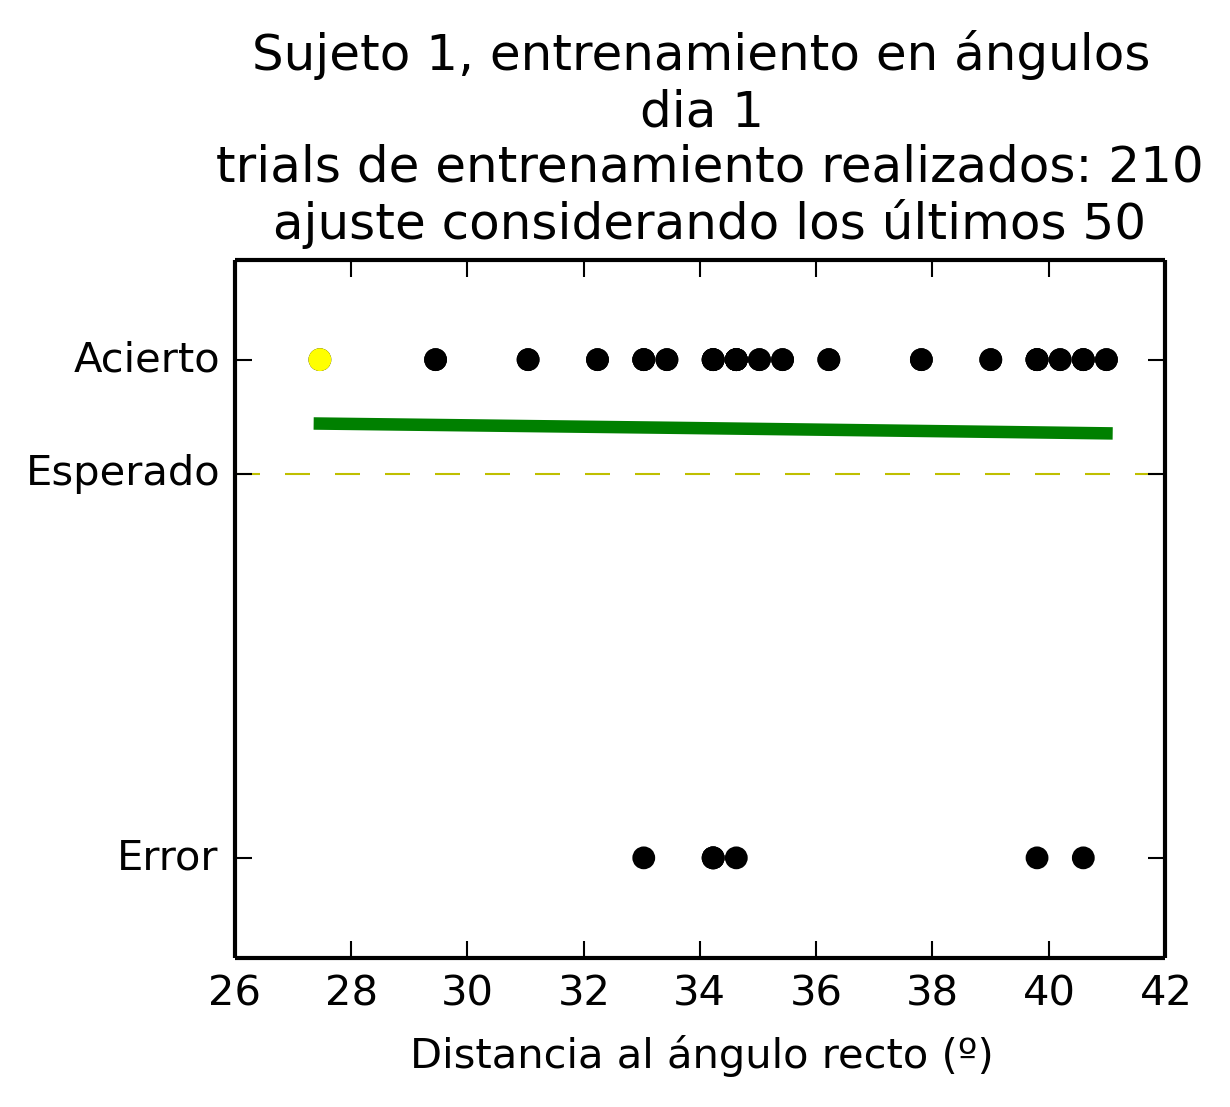 Sujeto 1, entrenamiento en ángulos
dia 1
trials de entrenamiento realizados: 210
ajuste considerando los últimos 50
Acierto
Esperado
Error
26 28 30 32 34 36 38 40 42
Distancia al ángulo recto (º)